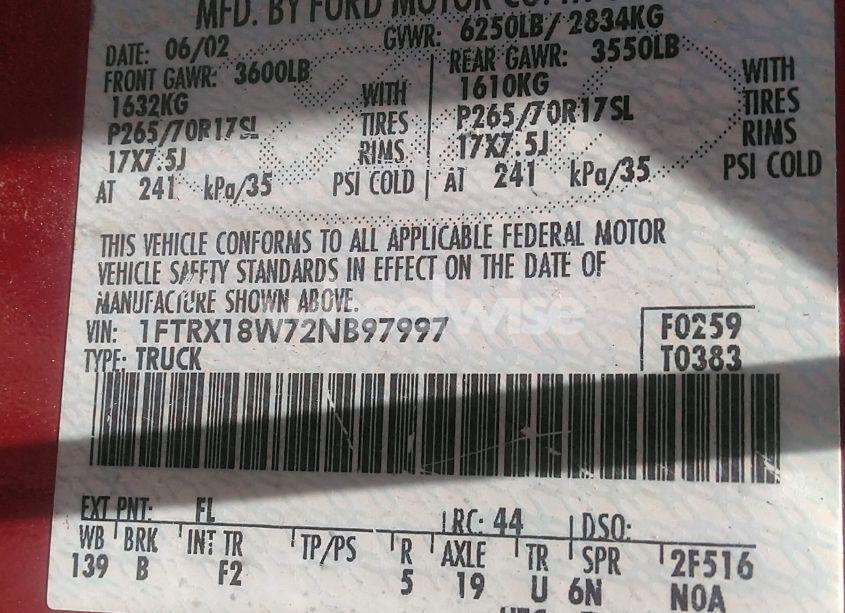 MFD. BY FORD MOTOR CO.
DATE: 06/02 GVWR: 6250LB/ 2834KG
FRONT GAWR: 3600LB REAR GAWR: 3550LB
1632KG WITH 1610KG WITH
P265/70R17SL TIRES P265/70R17SL TIRES
17X7.5J RIMS 17X7.5J RIMS
AT 241 kPa/35 PSI COLD AT 241 kPa/35 PSI COLD
THIS VEHICLE CONFORMS TO ALL APPLICABLE FEDERAL MOTOR
VEHICLE SAFETY STANDARDS IN EFFECT ON THE DATE OF
MANUFACTURE SHOWN ABOVE.
VIN: 1FTRX18W72NB97997 F0259
TYPE: TRUCK T0383
EXT PNT: FL RC: 44 DSO:
WB BRK INT TR TP/PS R AXLE TR SPR 2F516
139 B F2 5 19 U 6N NOA